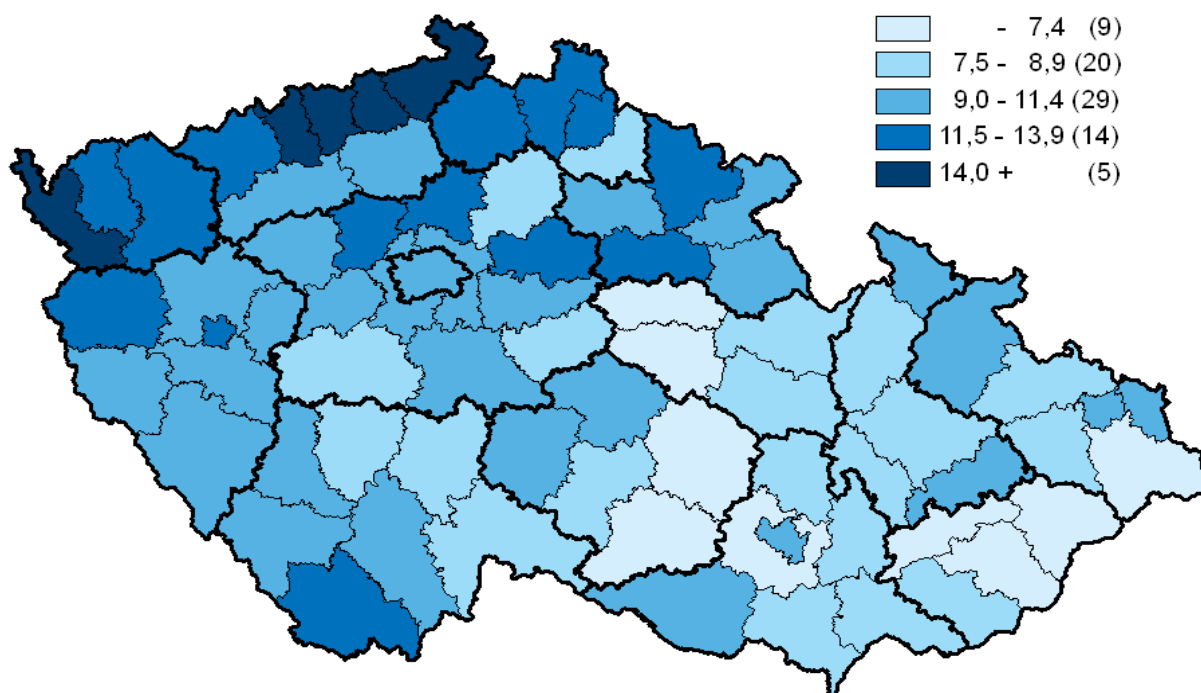 - 7,4 (9)
7,5 - 8,9 (20)
9,0 - 11,4 (29)
11,5 - 13,9 (14)
14,0 + (5)